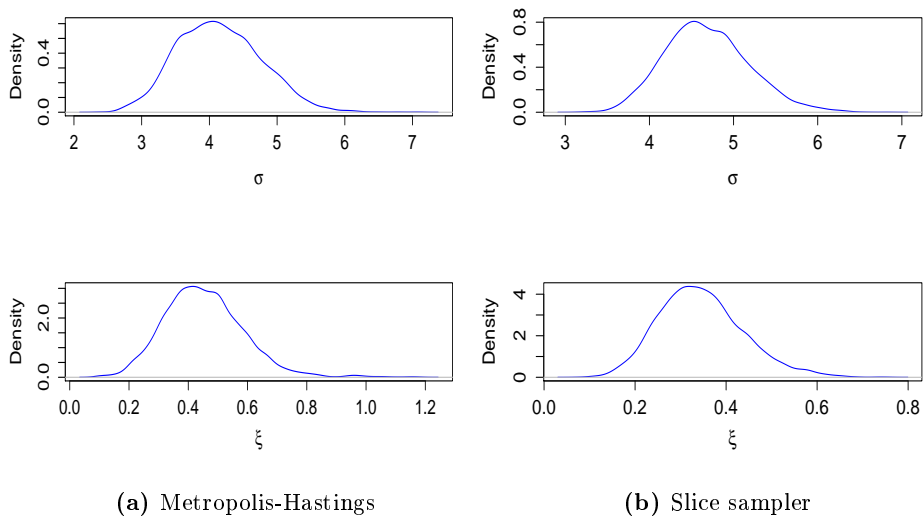 Density
0.0 0.4
2 3 4 5 6 7
σ
Density
0.0 0.4 0.8
3 4 5 6 7
σ
Density
0.0 2.0
0.0 0.2 0.4 0.6 0.8 1.0 1.2
ξ
Density
0 2 4
0.0 0.2 0.4 0.6 0.8
ξ
(a) Metropolis-Hastings
(b) Slice sampler